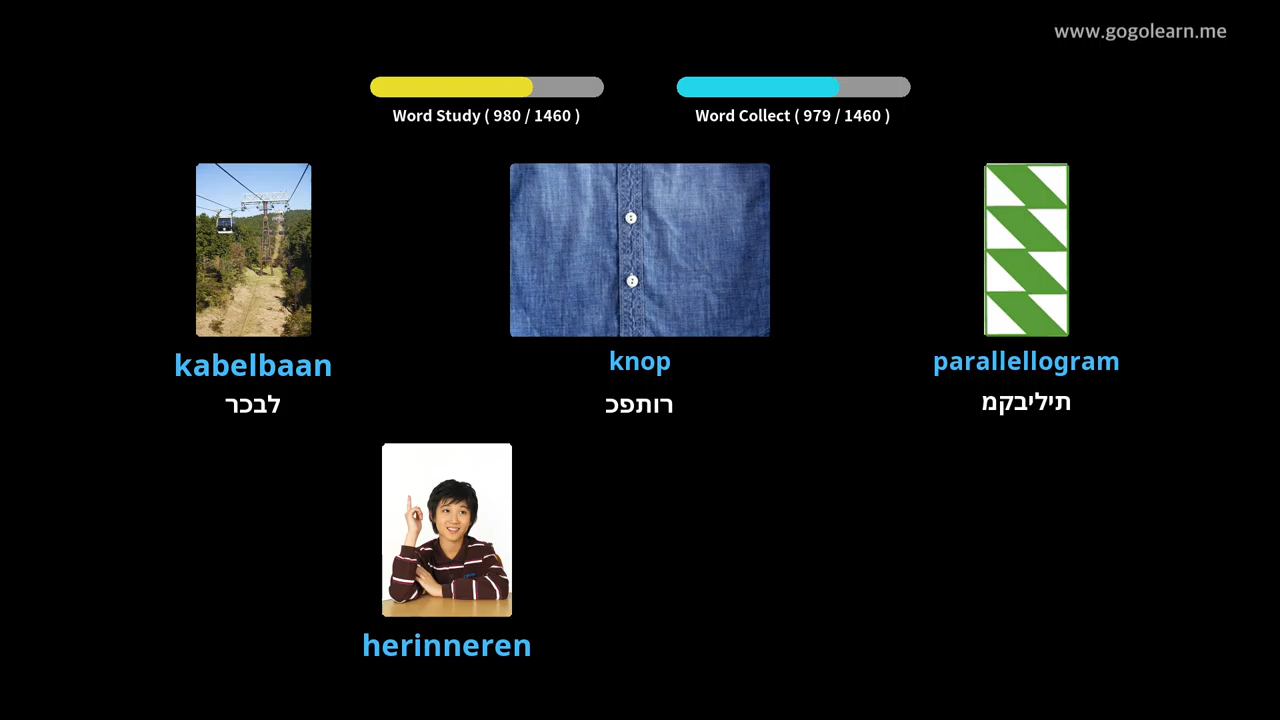 www.gogolearn.me
Word Study ( 980 / 1460 )
Word Collect ( 979 / 1460 )
kabelbaan
לבכר
knop
רותפכ
parallellogram
תיליבקמ
herinneren